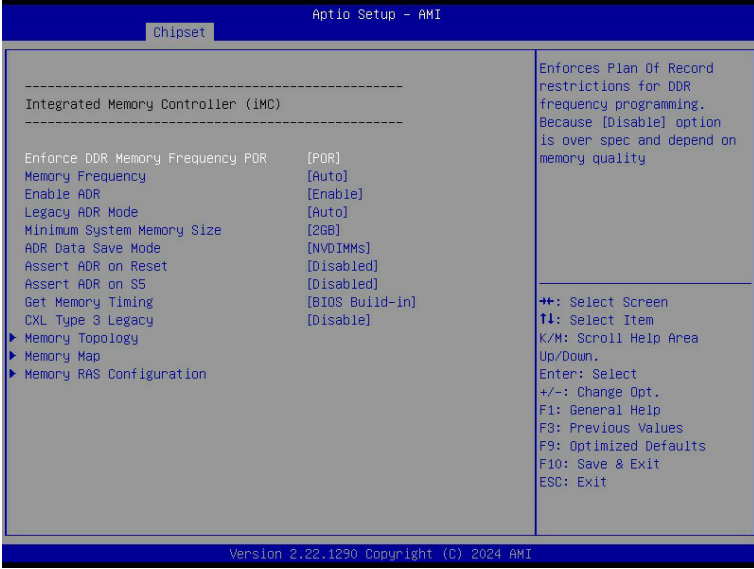 Aptio Setup – AMI
Chipset
--------------------------------------------------
Integrated Memory Controller (iMC)
--------------------------------------------------
Enforce DDR Memory Frequency POR [POR]
Memory Frequency [Auto]
Enable ADR [Enable]
Legacy ADR Mode [Auto]
Minimum System Memory Size [2GB]
ADR Data Save Mode [NVDIMMs]
Assert ADR on Reset [Disabled]
Assert ADR on S5 [Disabled]
Get Memory Timing [BIOS Build-in]
CXL Type 3 Legacy [Disable]
Memory Topology
Memory Map
Memory RAS Configuration
Enforces Plan Of Record
restrictions for DDR
frequency programming.
Because [Disable] option
is over spec and depend on
memory quality
→←: Select Screen
↑↓: Select Item
K/M: Scroll Help Area
Up/Down.
Enter: Select
+/-: Change Opt.
F1: General Help
F3: Previous Values
F9: Optimized Defaults
F10: Save & Exit
ESC: Exit
Version 2.22.1290 Copyright (C) 2024 AMI